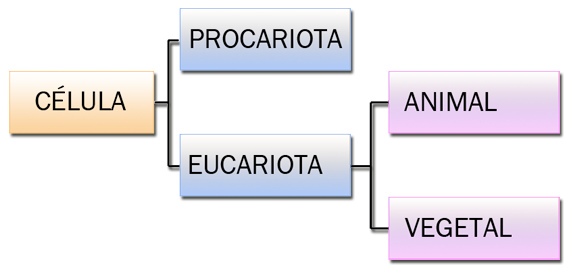 CÉLULA
PROCARIOTA
EUCARIOTA
ANIMAL
VEGETAL